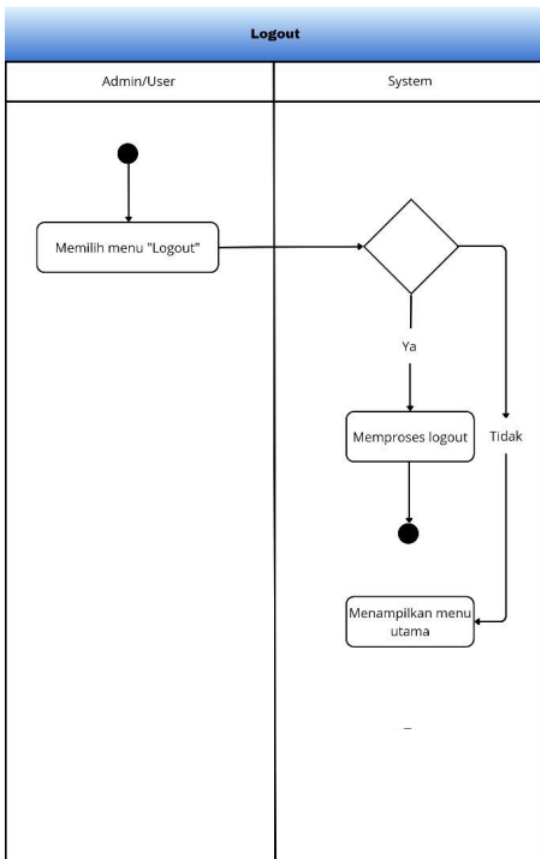 Logout
Admin/User
System
Memilih menu "Logout"
Ya
Memproses logout
Tidak
Menampilkan menu
utama